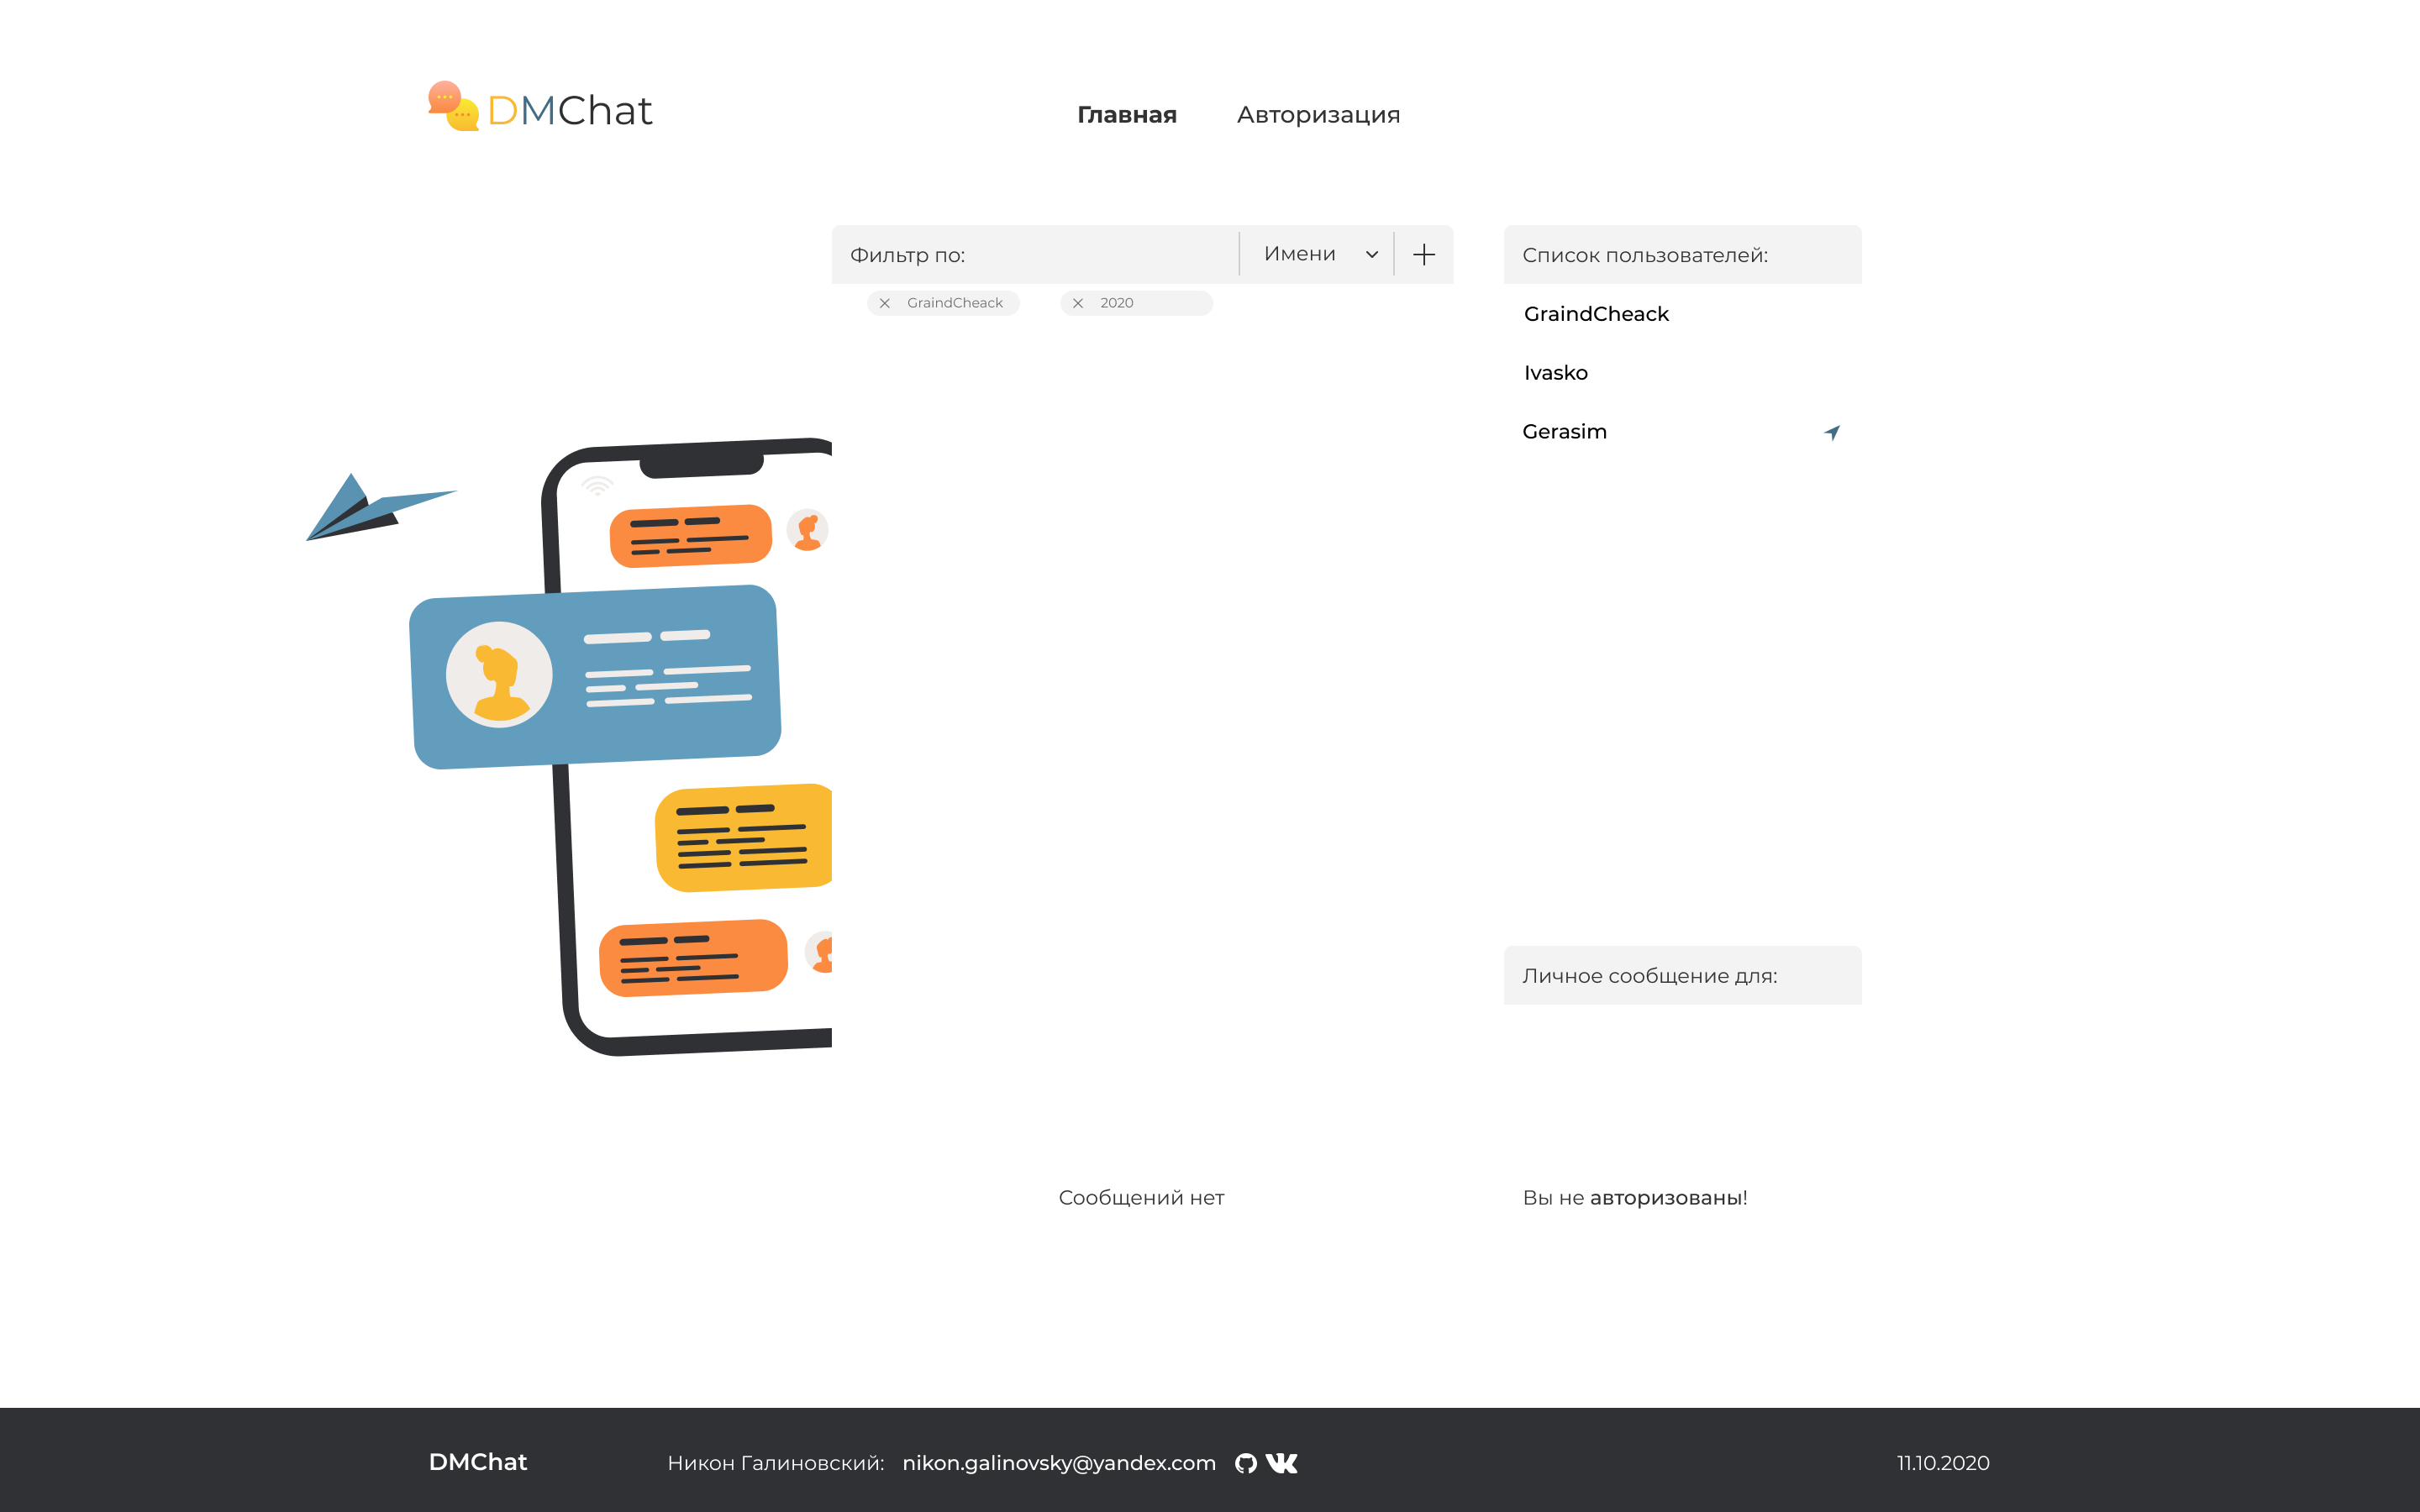 DMChat
Главная
Авторизация
Фильтр по:
Имени
GraindCheack
2020
Сообщений нет
Список пользователей:
GraindCheack
Ivasko
Gerasim
Личное сообщение для:
Вы не авторизованы!
DMChat
Никон Галиновский: nikon.galinovsky@yandex.com
11.10.2020